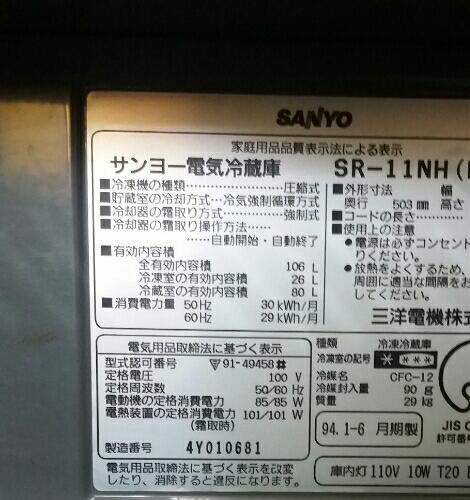 SANYO
家庭用品品質表示法による表示
サンヨー電気冷蔵庫 SR-11NH
■冷凍機の種類 圧縮式
■貯蔵室の冷却方式 冷気強制循環方式
■冷却器の霜取り方式 強制式
■冷却器の霜取り操作方法
自動開始・自動終了
■有効内容積
全有効内容積 106 L
冷凍室の有効内容積 26 L
冷蔵室の有効内容積 80 L
■消費電力量 50Hz 30 kWh/月
60Hz 29 kWh/月
■外形寸法 幅
奥行 503 mm 高さ
■コードの長さ
■使用上の注意
●電源は必ずコンセント
りください。
●放熱をよくするため、
周囲に適当な間隔をお
してください。
三洋電機株式
電気用品取締法に基づく表示
型式認可番号 ▽91-49458
定格電圧 100 V
定格周波数 50/60 Hz
電動機の定格消費電力 85/85 W
電熱装置の定格消費電力 101/101 W
(霜取時)
製造番号 4Y010681
電気用品取締法に基づく表示を改変
したり、消除すると違反になります。
種類 冷凍冷蔵庫
冷凍室の記号 * ***
冷媒名 CFC-12
冷媒封入量 90 g
質量 29 kg
94.1-6 月期製
JIS
庫内灯 110V 10W T20